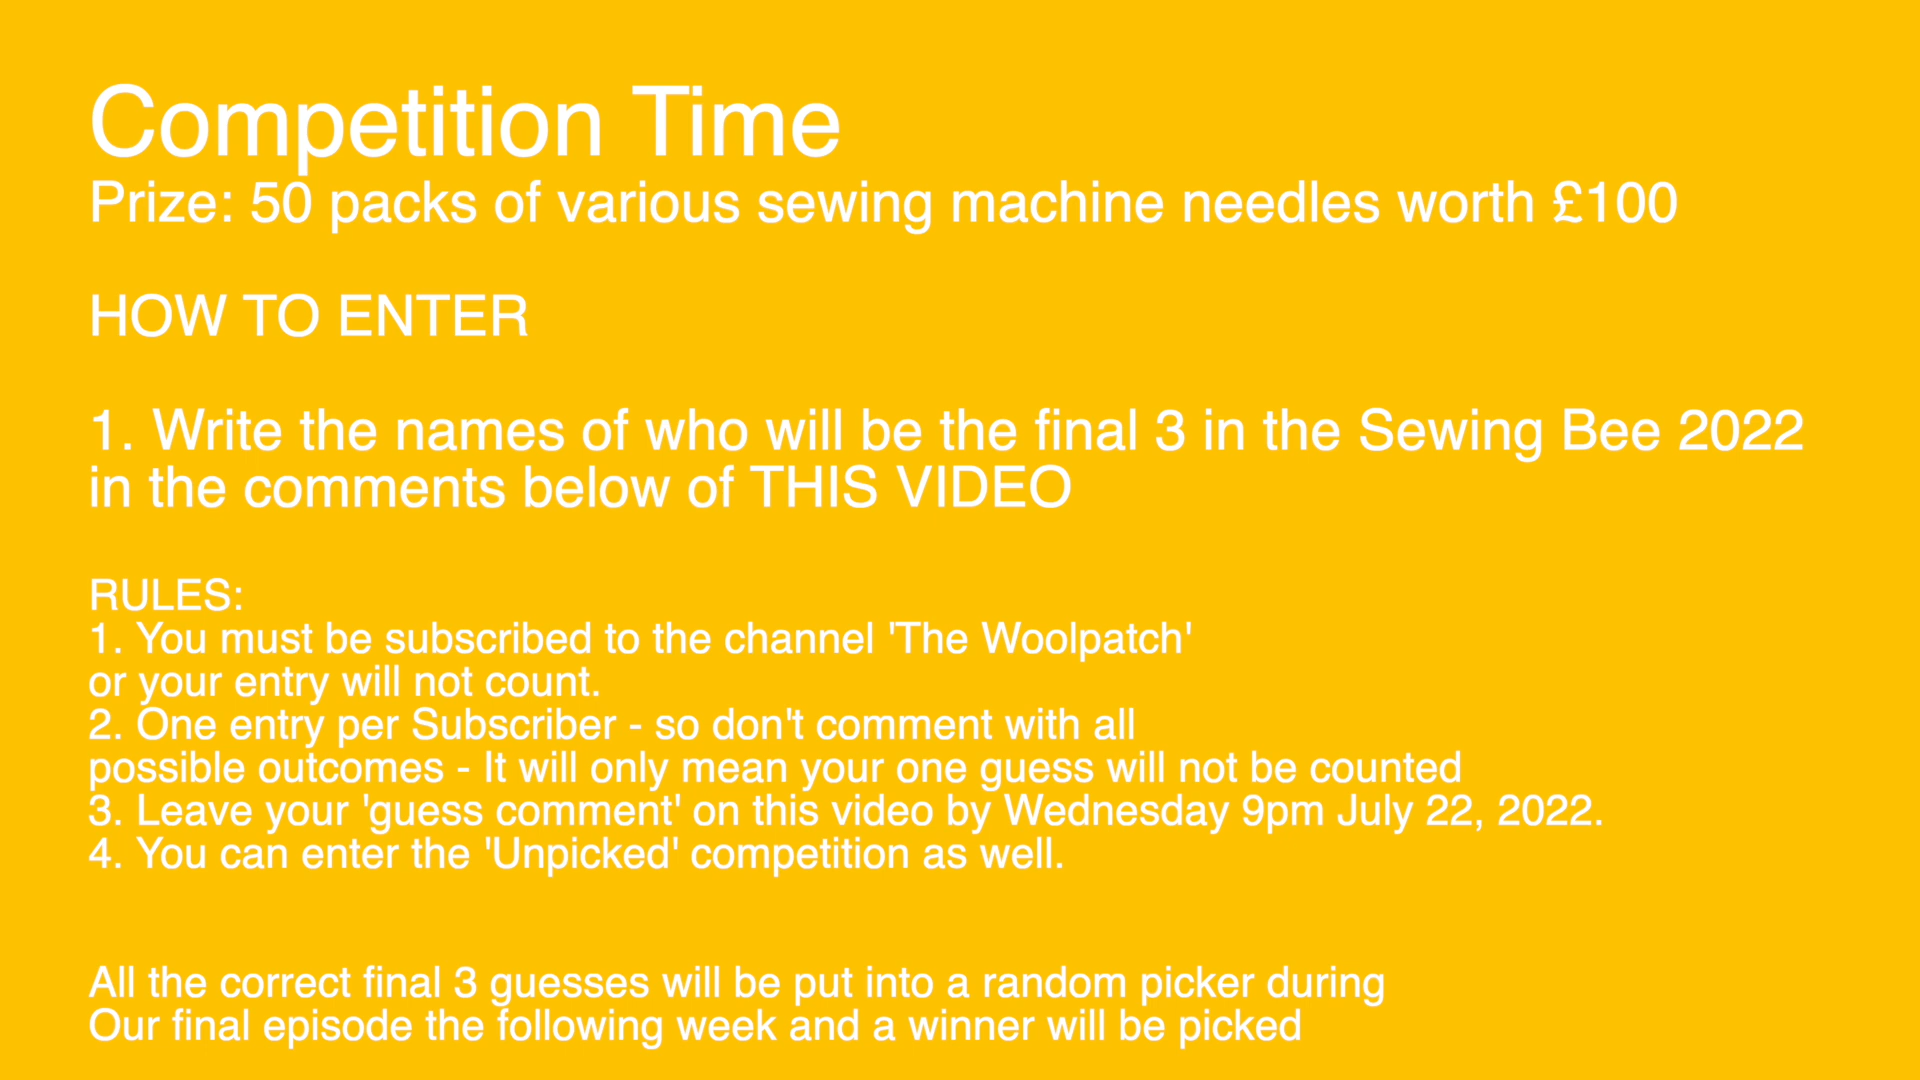 Competition Time
Prize: 50 packs of various sewing machine needles worth £100
HOW TO ENTER
1. Write the names of who will be the final 3 in the Sewing Bee 2022
in the comments below of THIS VIDEO
RULES:
1. You must be subscribed to the channel 'The Woolpatch'
or your entry will not count.
2. One entry per Subscriber - so don't comment with all
possible outcomes - It will only mean your one guess will not be counted
3. Leave your 'guess comment' on this video by Wednesday 9pm July 22, 2022.
4. You can enter the 'Unpicked' competition as well.
All the correct final 3 guesses will be put into a random picker during
Our final episode the following week and a winner will be picked